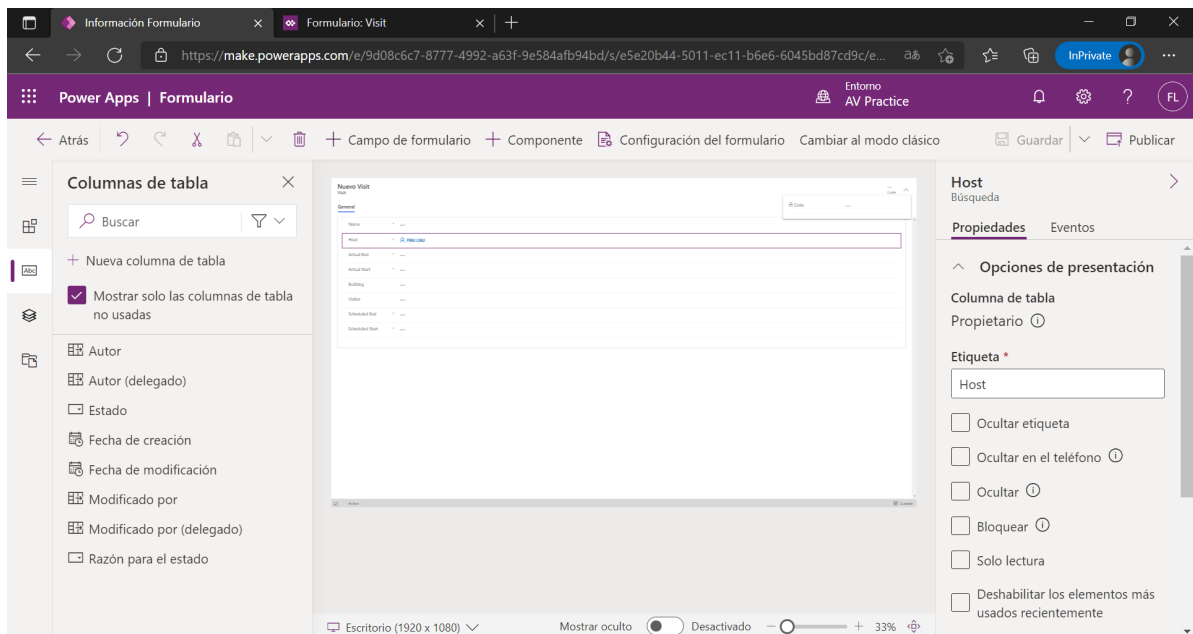 Información Formulario
Formulario: Visit
https://make.powerapps.com/e/9d08c6c7-8777-4992-a63f-9e584afb94bd/s/e5e20b44-5011-ec11-b6e6-6045bd87cd9c/e...
InPrivate
Power Apps | Formulario
Entorno
AV Practice
FL
Atrás
Campo de formulario
Componente
Configuración del formulario
Cambiar al modo clásico
Guardar
Publicar
Columnas de tabla
Buscar
Nueva columna de tabla
Mostrar solo las columnas de tabla
no usadas
Abc
Autor
Autor (delegado)
Estado
Fecha de creación
Fecha de modificación
Modificado por
Modificado por (delegado)
Razón para el estado
Nuevo Visit
Visit
General
Code
Code
Name
Host
Actual End
Actual Start
Building
Visitor
Scheduled End
Scheduled Start
Escritorio (1920 x 1080)
Mostrar oculto
Desactivado
33%
Host
Búsqueda
Propiedades
Eventos
Opciones de presentación
Columna de tabla
Propietario
Etiqueta *
Host
Ocultar etiqueta
Ocultar en el teléfono
Ocultar
Bloquear
Solo lectura
Deshabilitar los elementos más
usados recientemente